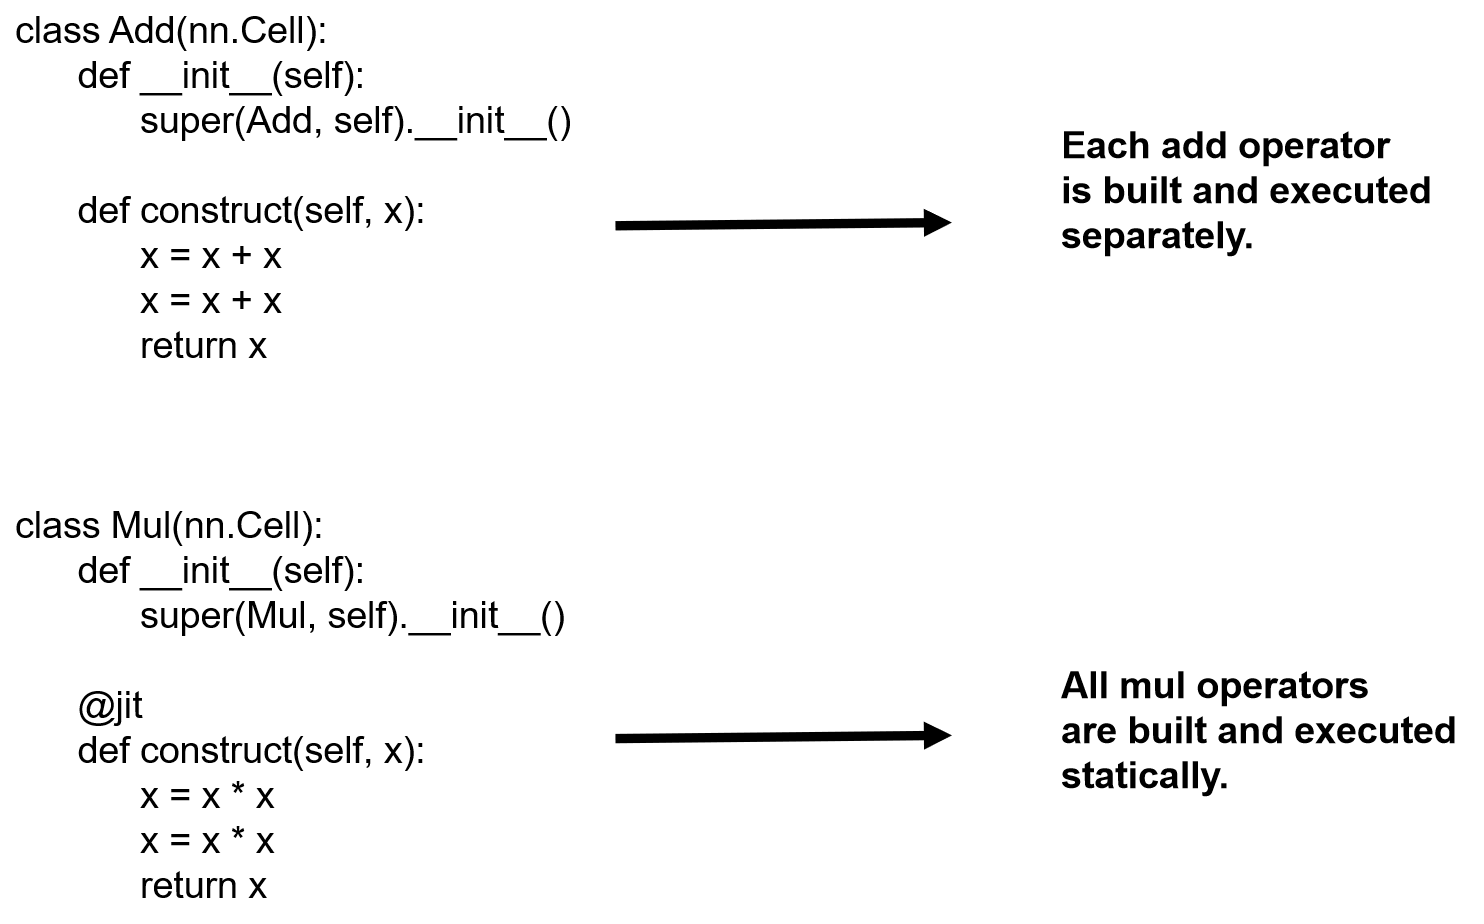 class Add(nn.Cell):
def __init__(self):
super(Add, self).__init__()
def construct(self, x):
x = x + x
x = x + x
return x
Each add operator
is built and executed
separately.
class Mul(nn.Cell):
def __init__(self):
super(Mul, self).__init__()
@jit
def construct(self, x):
x = x * x
x = x * x
return x
All mul operators
are built and executed
statically.